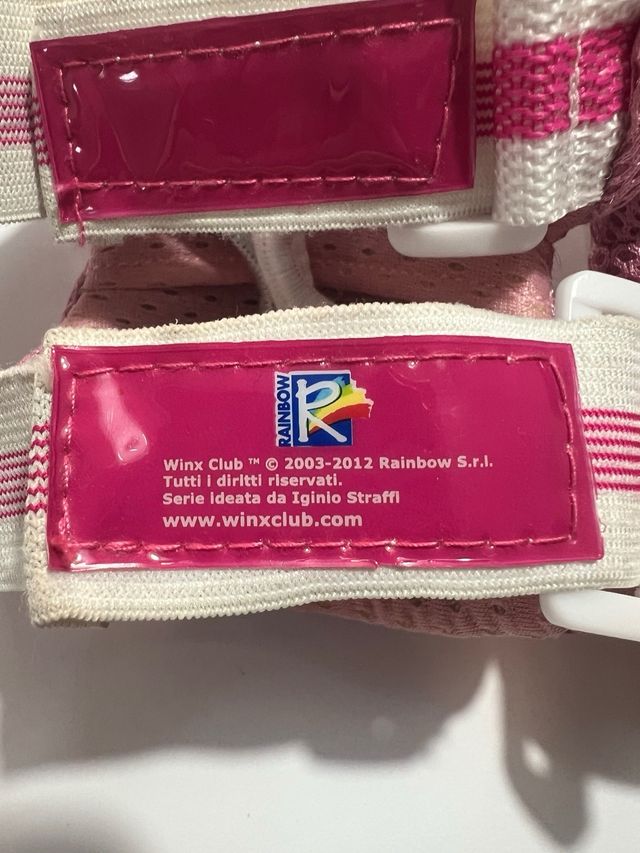 RAINBOW
R
Winx Club ™ © 2003-2012 Rainbow S.r.l.
Tutti i diritti riservati.
Serie ideata da Iginio Straffi
www.winxclub.com